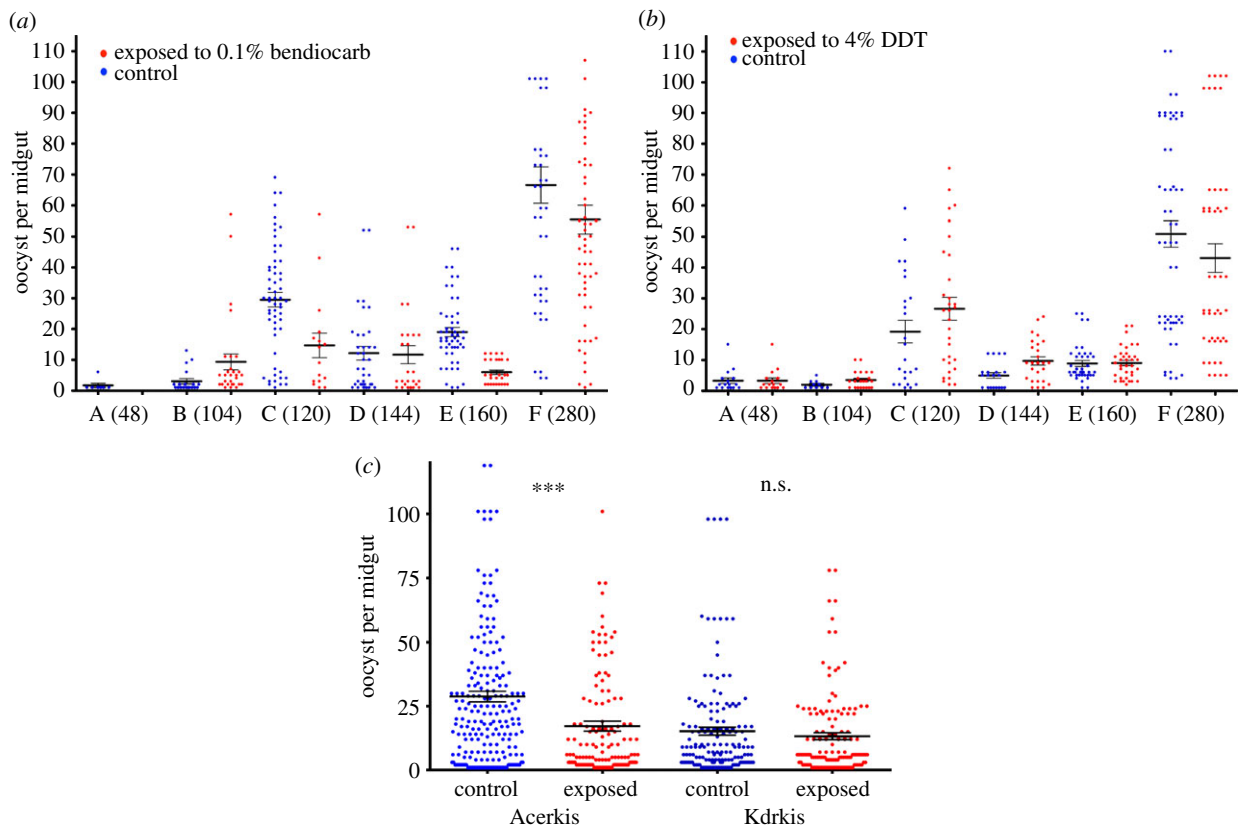 (a)
exposed to 0.1% bendiocarb
control
110
100
90
80
70
60
50
40
30
20
10
0
oocyst per midgut
A (48) B (104) C (120) D (144) E (160) F (280)
(b)
exposed to 4% DDT
control
110
100
90
80
70
60
50
40
30
20
10
0
oocyst per midgut
A (48) B (104) C (120) D (144) E (160) F (280)
(c)
*** n.s.
100
75
50
25
0
oocyst per midgut
control exposed control exposed
Acerkis Kdrkis